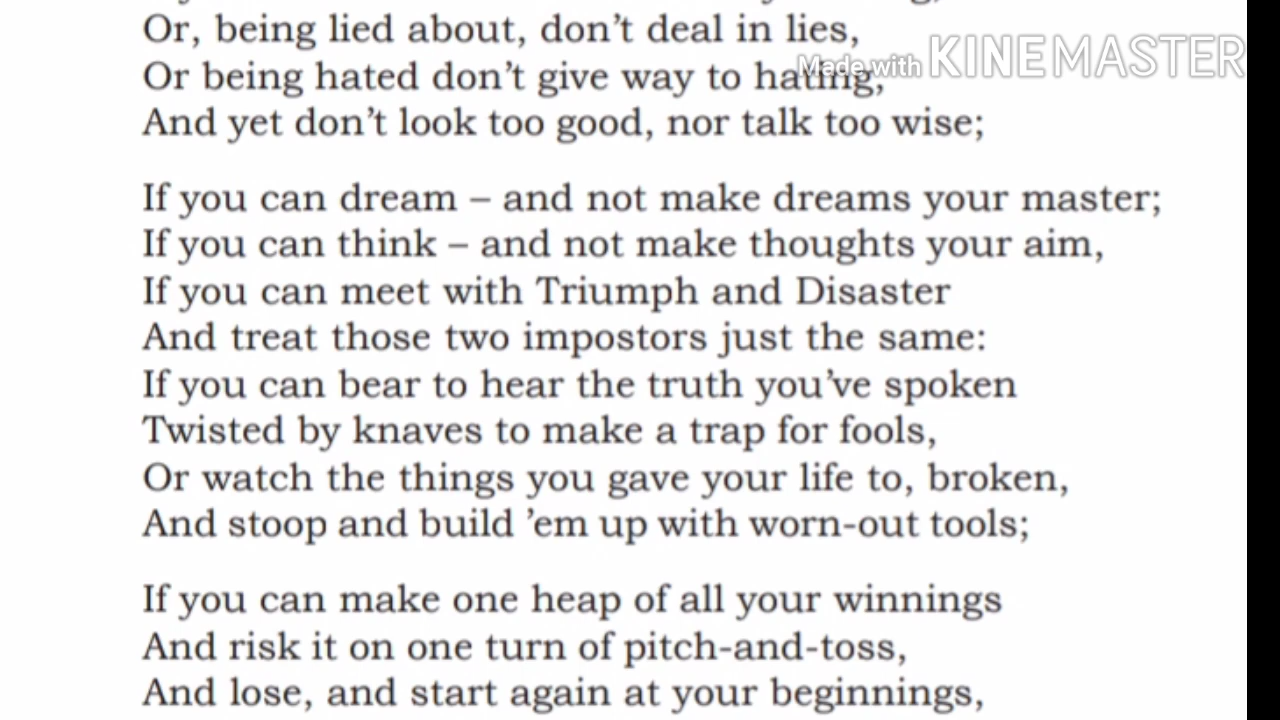 Or, being lied about, don’t deal in lies,
Made with KINEMASTER
Or being hated don’t give way to hating,
And yet don’t look too good, nor talk too wise;
If you can dream – and not make dreams your master;
If you can think – and not make thoughts your aim,
If you can meet with Triumph and Disaster
And treat those two impostors just the same:
If you can bear to hear the truth you’ve spoken
Twisted by knaves to make a trap for fools,
Or watch the things you gave your life to, broken,
And stoop and build ’em up with worn-out tools;
If you can make one heap of all your winnings
And risk it on one turn of pitch-and-toss,
And lose, and start again at your beginnings,